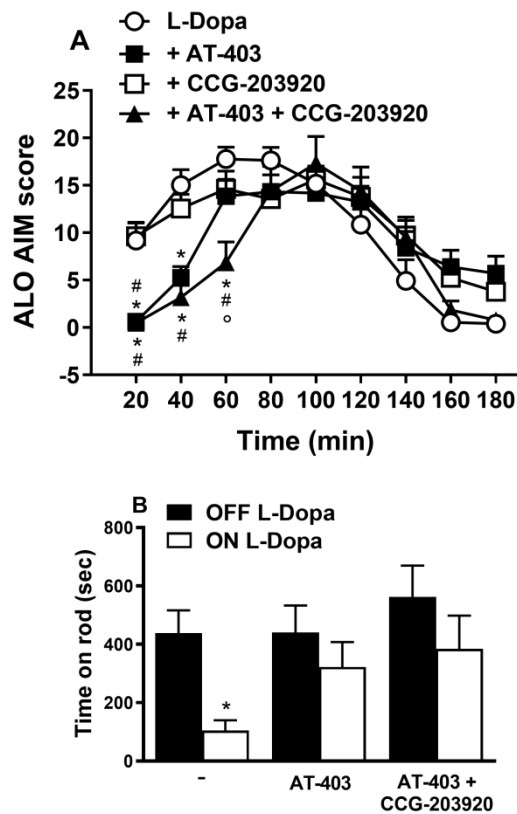 A
L-Dopa
+ AT-403
+ CCG-203920
+ AT-403 + CCG-203920
ALO AIM score
25
20
15
10
5
0
-5
#
*
*
#
*
*
#
*
#
°
20 40 60 80 100 120 140 160 180
Time (min)
B
OFF L-Dopa
ON L-Dopa
Time on rod (sec)
800
600
400
200
0
*
- AT-403 AT-403 +
CCG-203920